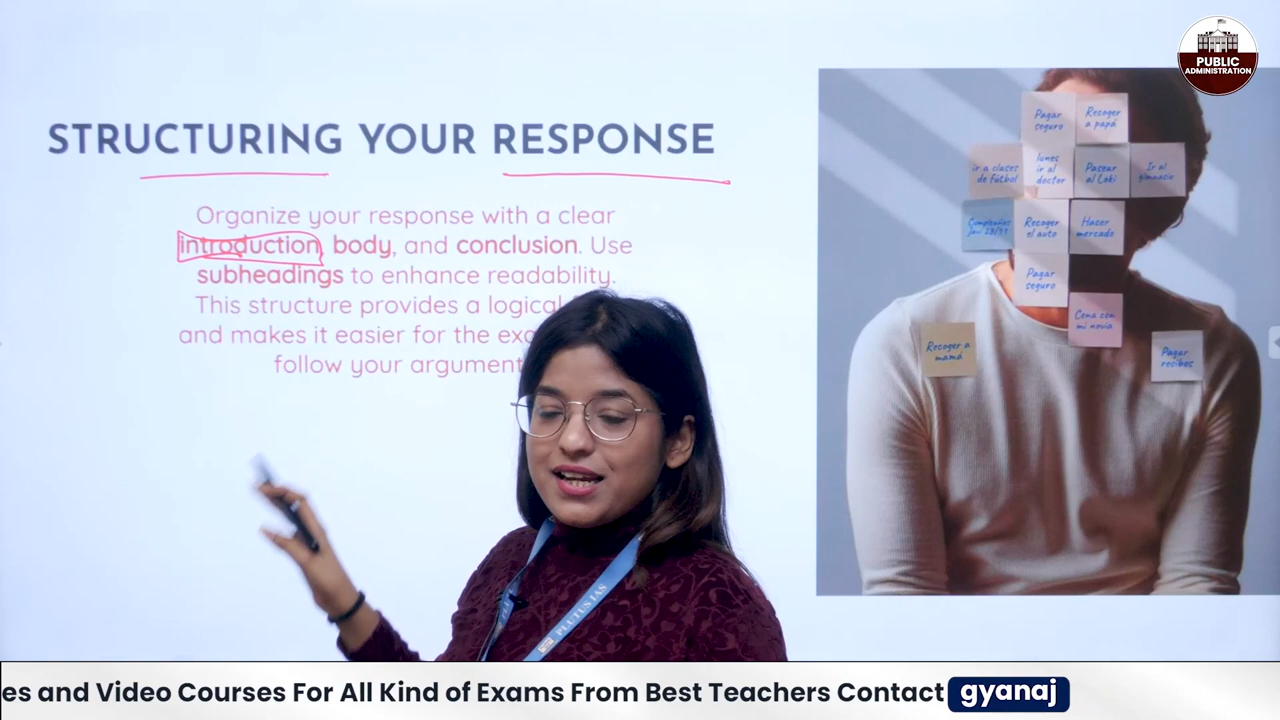 PUBLIC
ADMINISTRATION
STRUCTURING YOUR RESPONSE
Organize your response with a clear
introduction, body, and conclusion. Use
subheadings to enhance readability.
This structure provides a logical
and makes it easier for the
follow your argument
Pagar
seguro
Recoger
a papá
ir a clases
de fútbol
lunes
ir al
doctor
Pasear
al Loki
Ir al
gimnasio
Cumpleaños
Recoger
el auto
Hacer
mercado
Pagar
seguro
Cena con
mi novia
Recoger a
mamá
Pagar
recibos
PLUTUS IAS
es and Video Courses For All Kind of Exams From Best Teachers Contact gyanaj